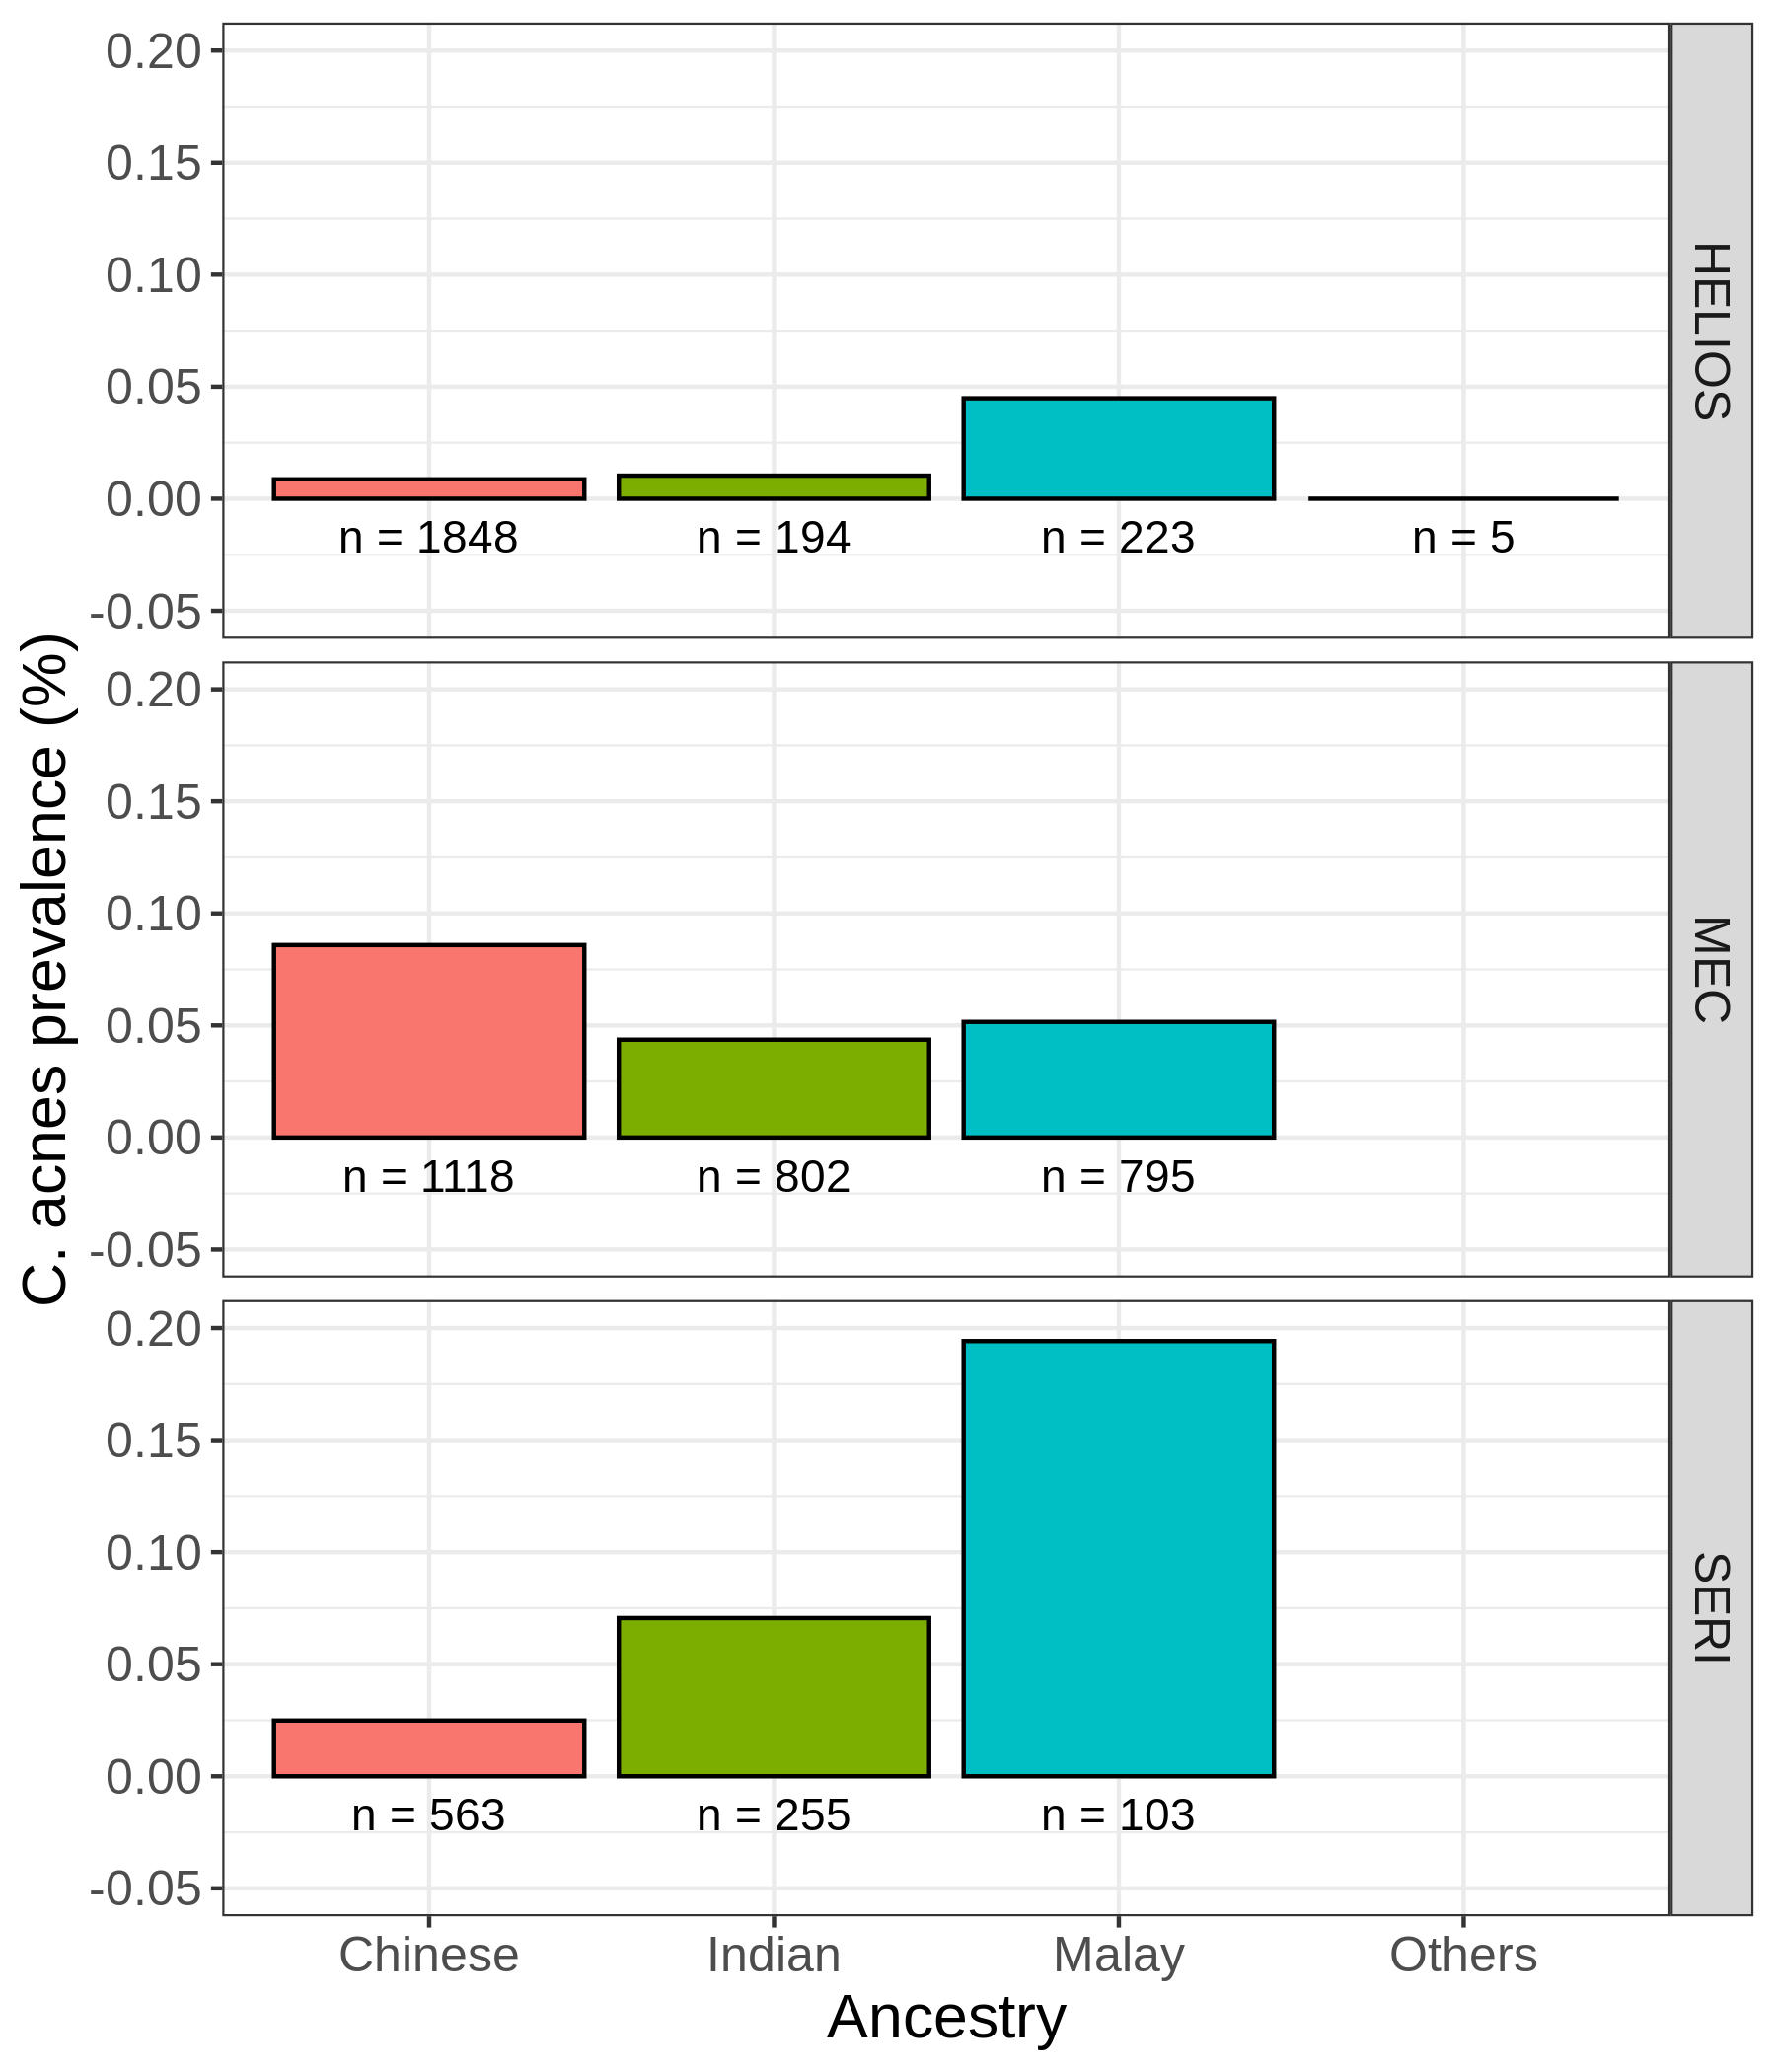 C. acnes prevalence (%)
0.20
0.15
0.10
0.05
0.00
-0.05
n = 1848
n = 194
n = 223
n = 5
HELIOS
0.20
0.15
0.10
0.05
0.00
-0.05
n = 1118
n = 802
n = 795
MEC
0.20
0.15
0.10
0.05
0.00
-0.05
n = 563
n = 255
n = 103
SERI
Chinese
Indian
Malay
Others
Ancestry